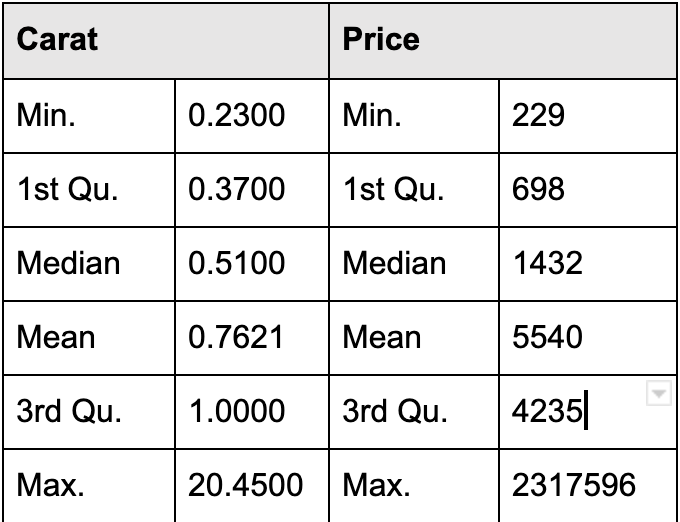 Carat Price
Min. 0.2300 Min. 229
1st Qu. 0.3700 1st Qu. 698
Median 0.5100 Median 1432
Mean 0.7621 Mean 5540
3rd Qu. 1.0000 3rd Qu. 4235
Max. 20.4500 Max. 2317596